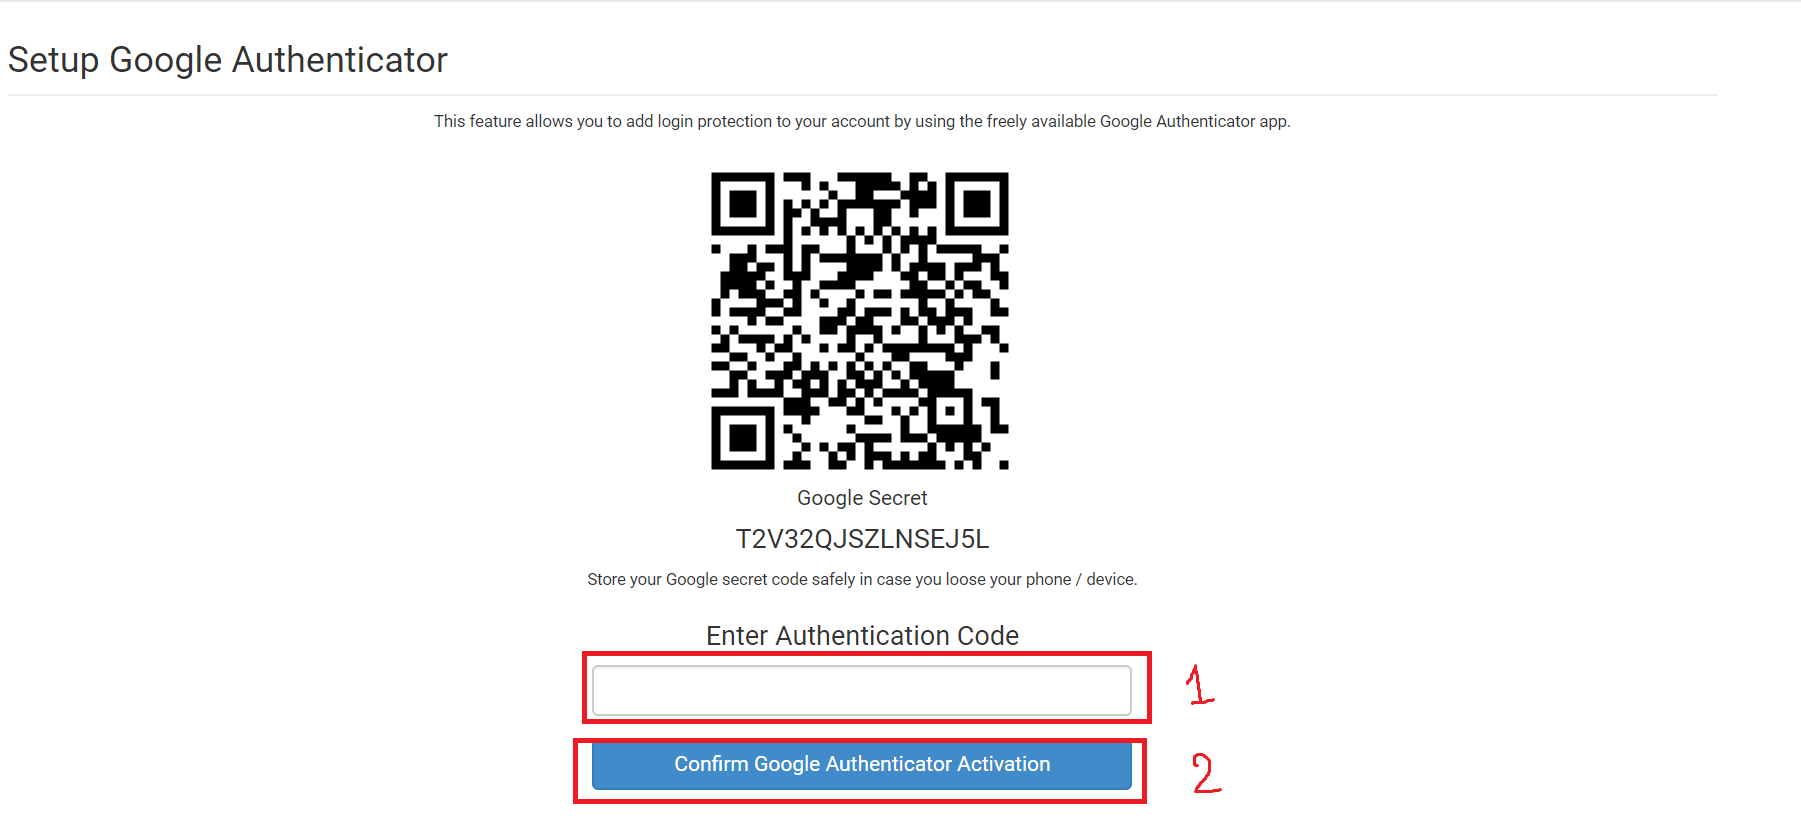 Setup Google Authenticator
This feature allows you to add login protection to your account by using the freely available Google Authenticator app.
Google Secret
T2V32QJSZLNSEJ5L
Store your Google secret code safely in case you loose your phone / device.
Enter Authentication Code
1
Confirm Google Authenticator Activation
2